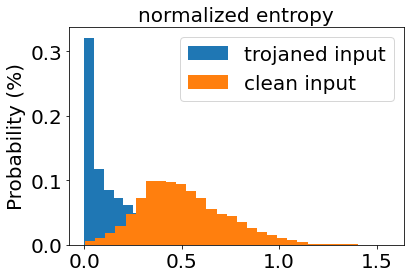 normalized entropy
Probability (%)
0.3
0.2
0.1
0.0
trojaned input
clean input
0.0 0.5 1.0 1.5